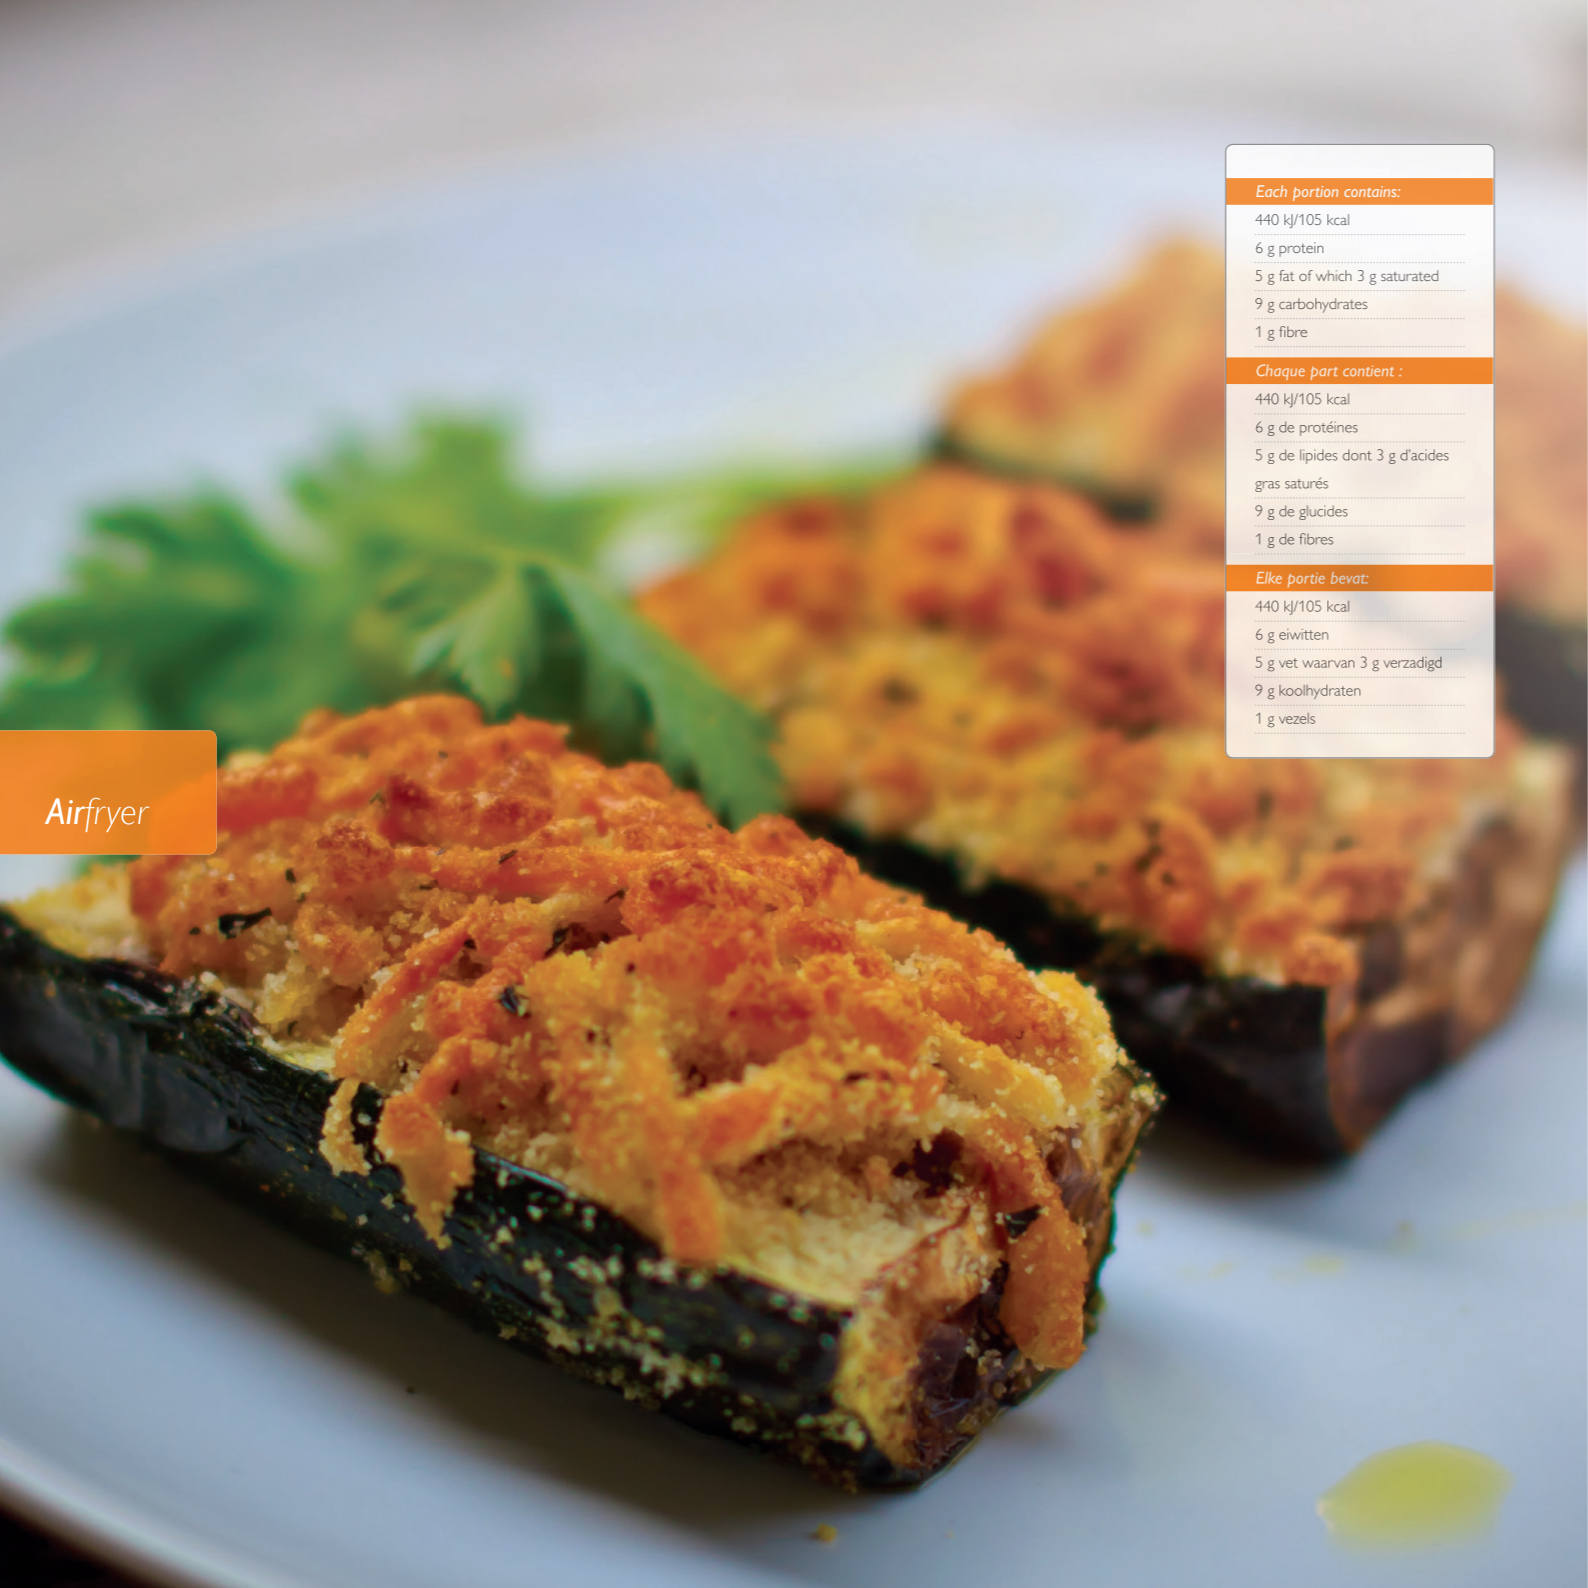 Each portion contains:
440 kJ/105 kcal
6 g protein
5 g fat of which 3 g saturated
9 g carbohydrates
1 g fibre
Chaque part contient :
440 kJ/105 kcal
6 g de protéines
5 g de lipides dont 3 g d'acides
gras saturés
9 g de glucides
1 g de fibres
Elke portie bevat:
440 kJ/105 kcal
6 g eiwitten
5 g vet waarvan 3 g verzadigd
9 g koolhydraten
1 g vezels
Airfryer